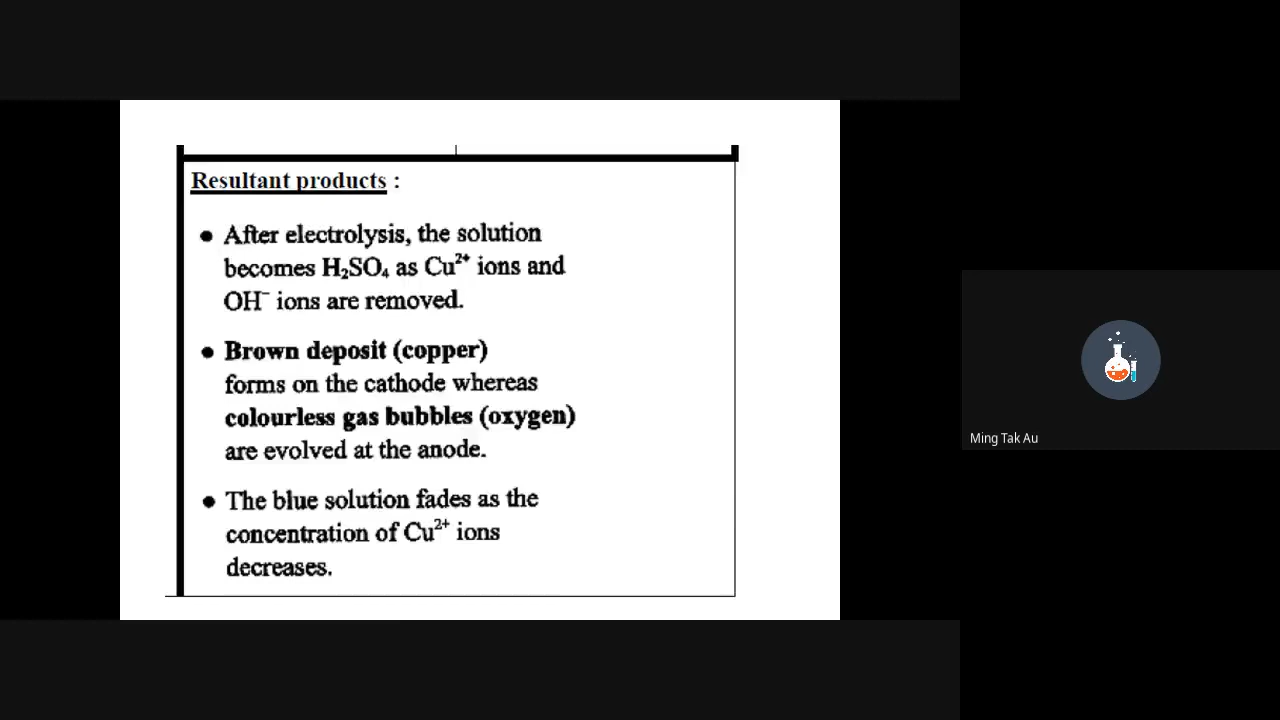 Resultant products :
● After electrolysis, the solution
becomes H₂SO₄ as Cu²⁺ ions and
OH⁻ ions are removed.
● Brown deposit (copper)
forms on the cathode whereas
colourless gas bubbles (oxygen)
are evolved at the anode.
● The blue solution fades as the
concentration of Cu²⁺ ions
decreases.
Ming Tak Au